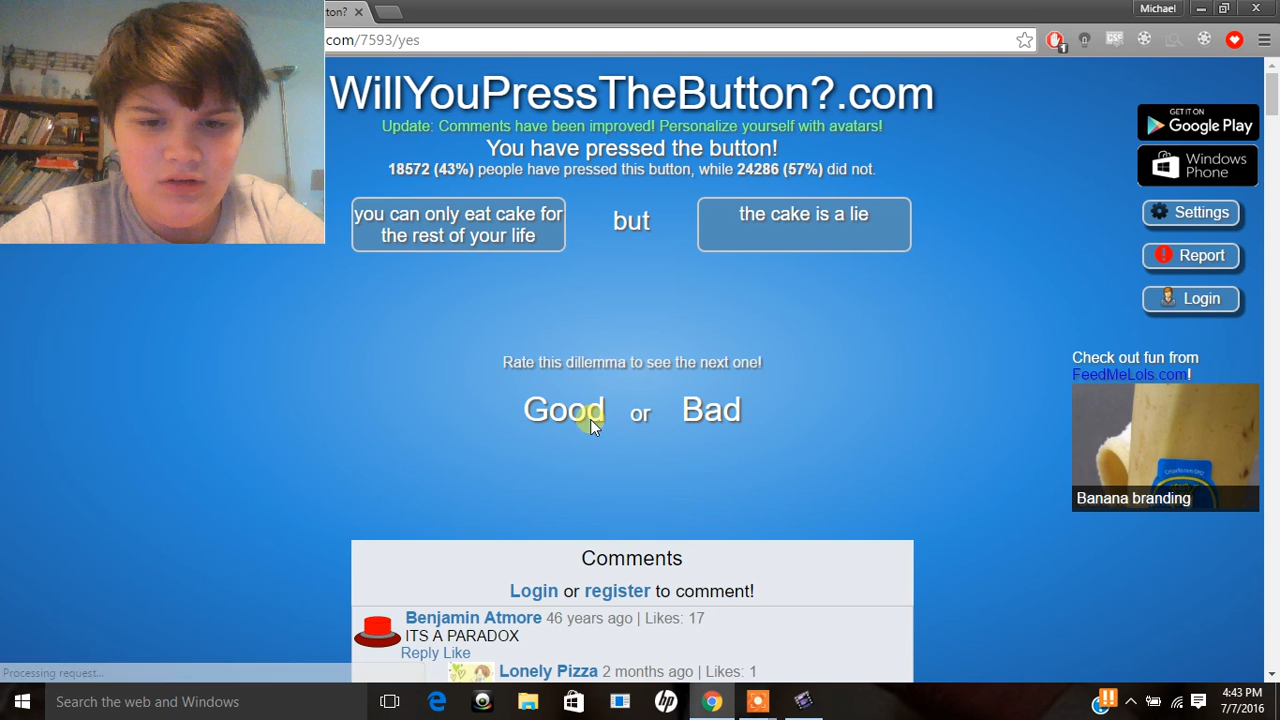 ton?
Michael
com/7593/yes
1
WillYouPressTheButton?.com
Update: Comments have been improved! Personalize yourself with avatars!
You have pressed the button!
18572 (43%) people have pressed this button, while 24286 (57%) did not.
you can only eat cake for
the rest of your life
but
the cake is a lie
GET IT ON
Google Play
Windows
Phone
Settings
Report
Login
Rate this dillemma to see the next one!
Good or Bad
Check out fun from
FeedMeLols.com!
Banana branding
Comments
Login or register to comment!
Benjamin Atmore 46 years ago | Likes: 17
ITS A PARADOX
Reply Like
Lonely Pizza 2 months ago | Likes: 1
Processing request...
Search the web and Windows
4:43 PM
7/7/2016